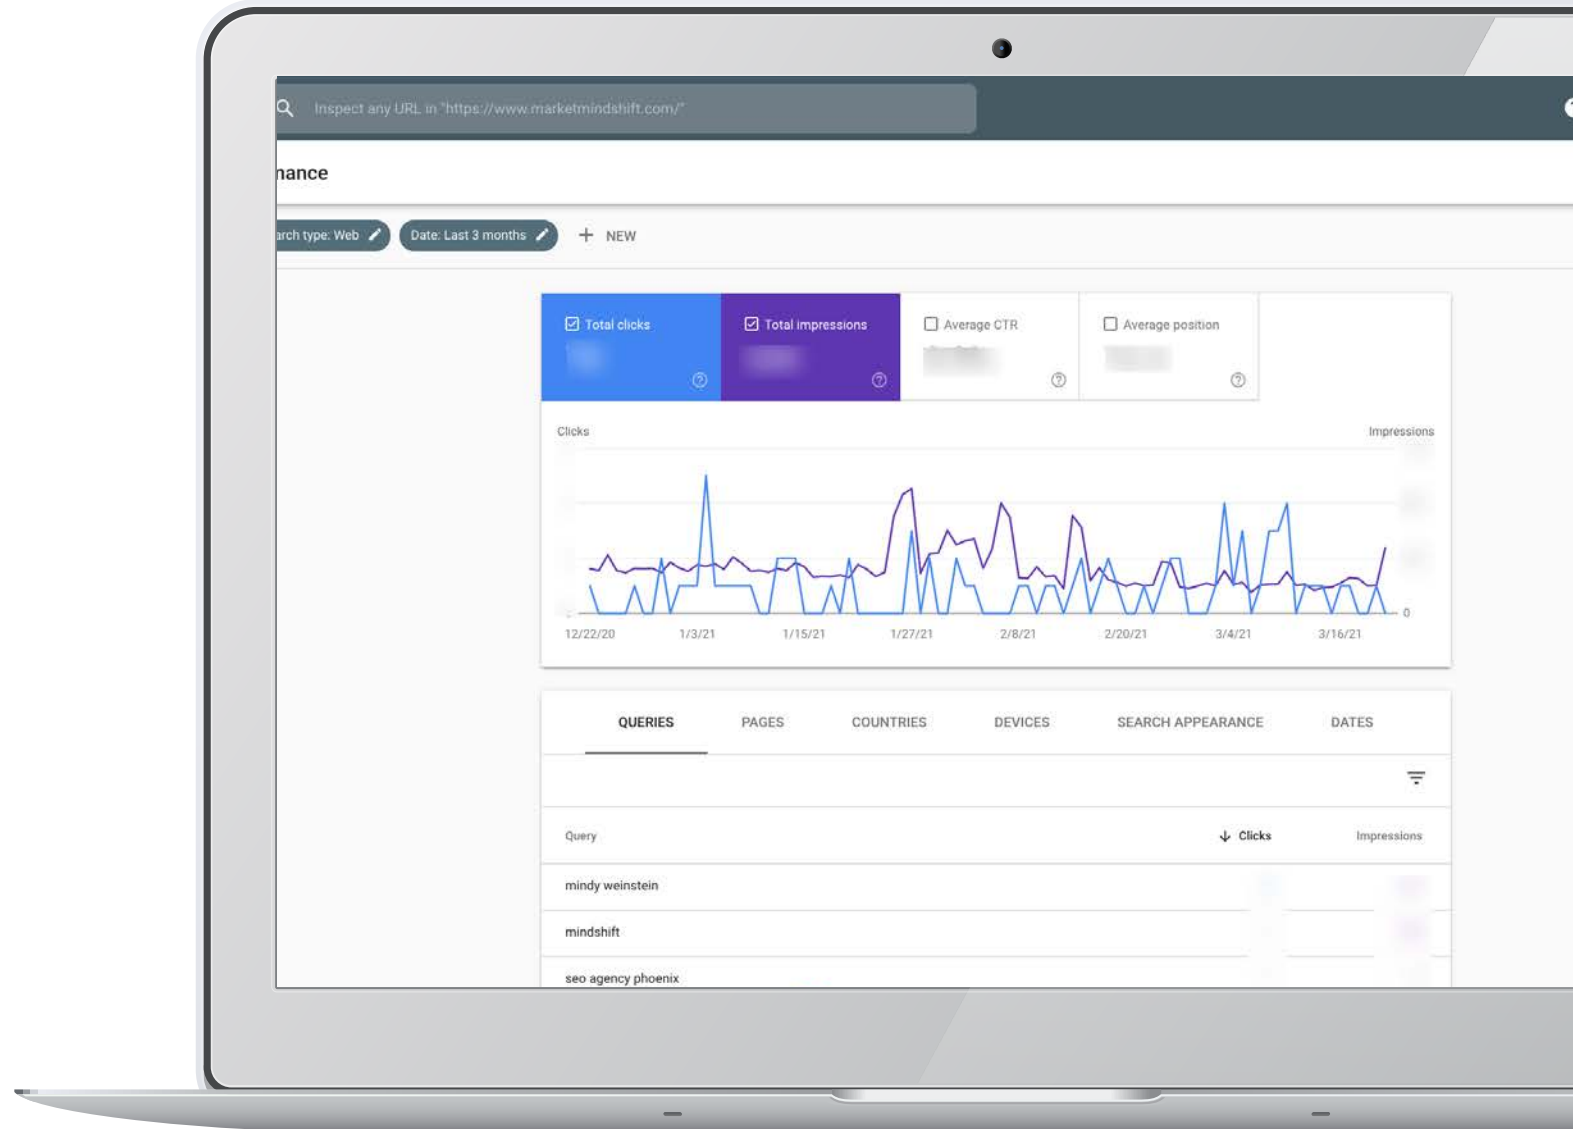 Inspect any URL in "https://www.marketmindshift.com/"
nance
arch type: Web
Date: Last 3 months
+ NEW
Total clicks
Total impressions
Average CTR
Average position
Clicks
Impressions
0
12/22/20
1/3/21
1/15/21
1/27/21
2/8/21
2/20/21
3/4/21
3/16/21
QUERIES
PAGES
COUNTRIES
DEVICES
SEARCH APPEARANCE
DATES
Query
Clicks
Impressions
mindy weinstein
mindshift
seo agency phoenix